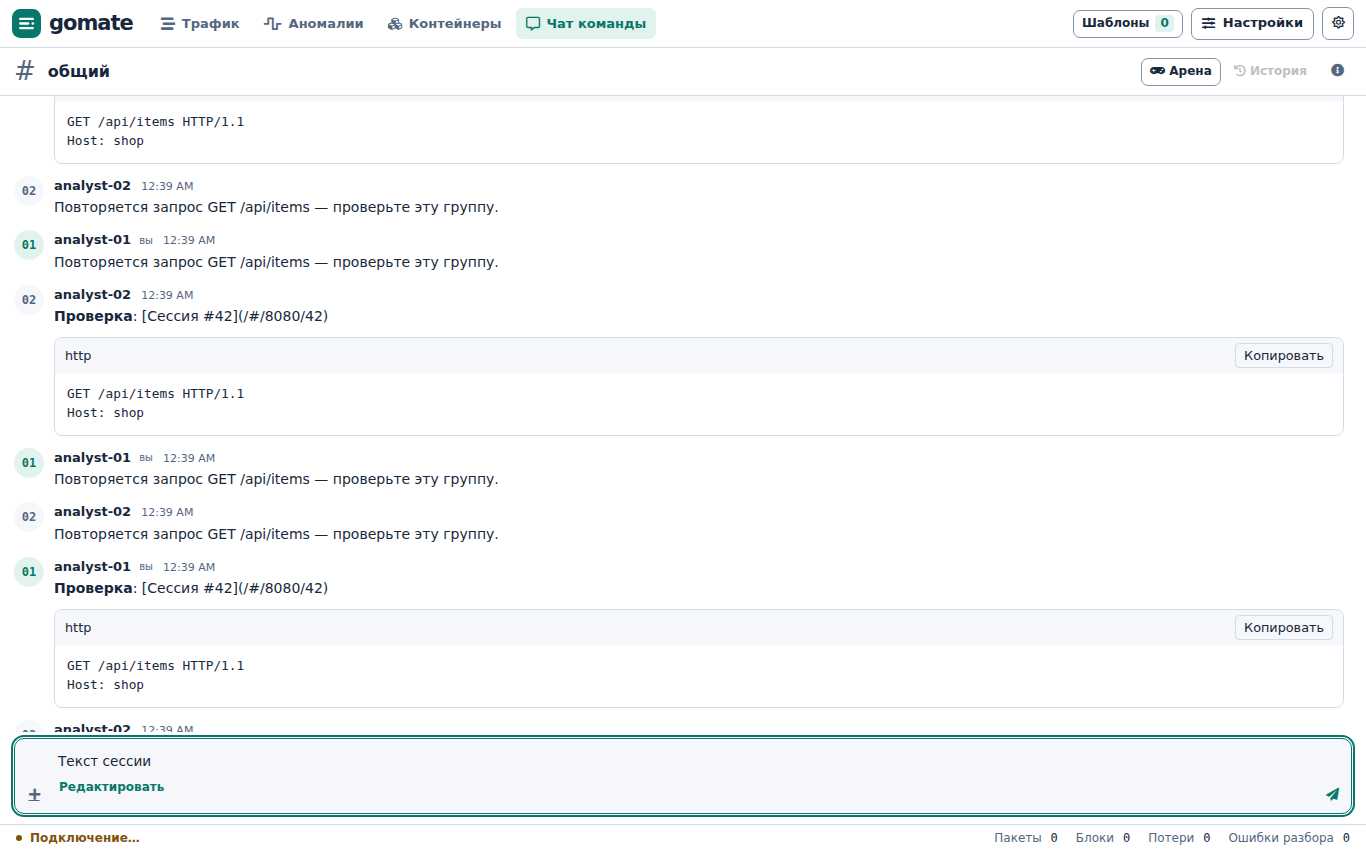 gomate
Трафик
Аномалии
Контейнеры
Чат команды
Шаблоны 0
Настройки
# общий
Арена
История
GET /api/items HTTP/1.1
Host: shop
02 analyst-02 12:39 AM
Повторяется запрос GET /api/items — проверьте эту группу.
01 analyst-01 вы 12:39 AM
Повторяется запрос GET /api/items — проверьте эту группу.
02 analyst-02 12:39 AM
Проверка: [Сессия #42](/#/8080/42)
http
Копировать
GET /api/items HTTP/1.1
Host: shop
01 analyst-01 вы 12:39 AM
Повторяется запрос GET /api/items — проверьте эту группу.
02 analyst-02 12:39 AM
Повторяется запрос GET /api/items — проверьте эту группу.
01 analyst-01 вы 12:39 AM
Проверка: [Сессия #42](/#/8080/42)
http
Копировать
GET /api/items HTTP/1.1
Host: shop
analyst-02 12:39 AM
Текст сессии
Редактировать
Подключение…
Пакеты 0
Блоки 0
Потери 0
Ошибки разбора 0